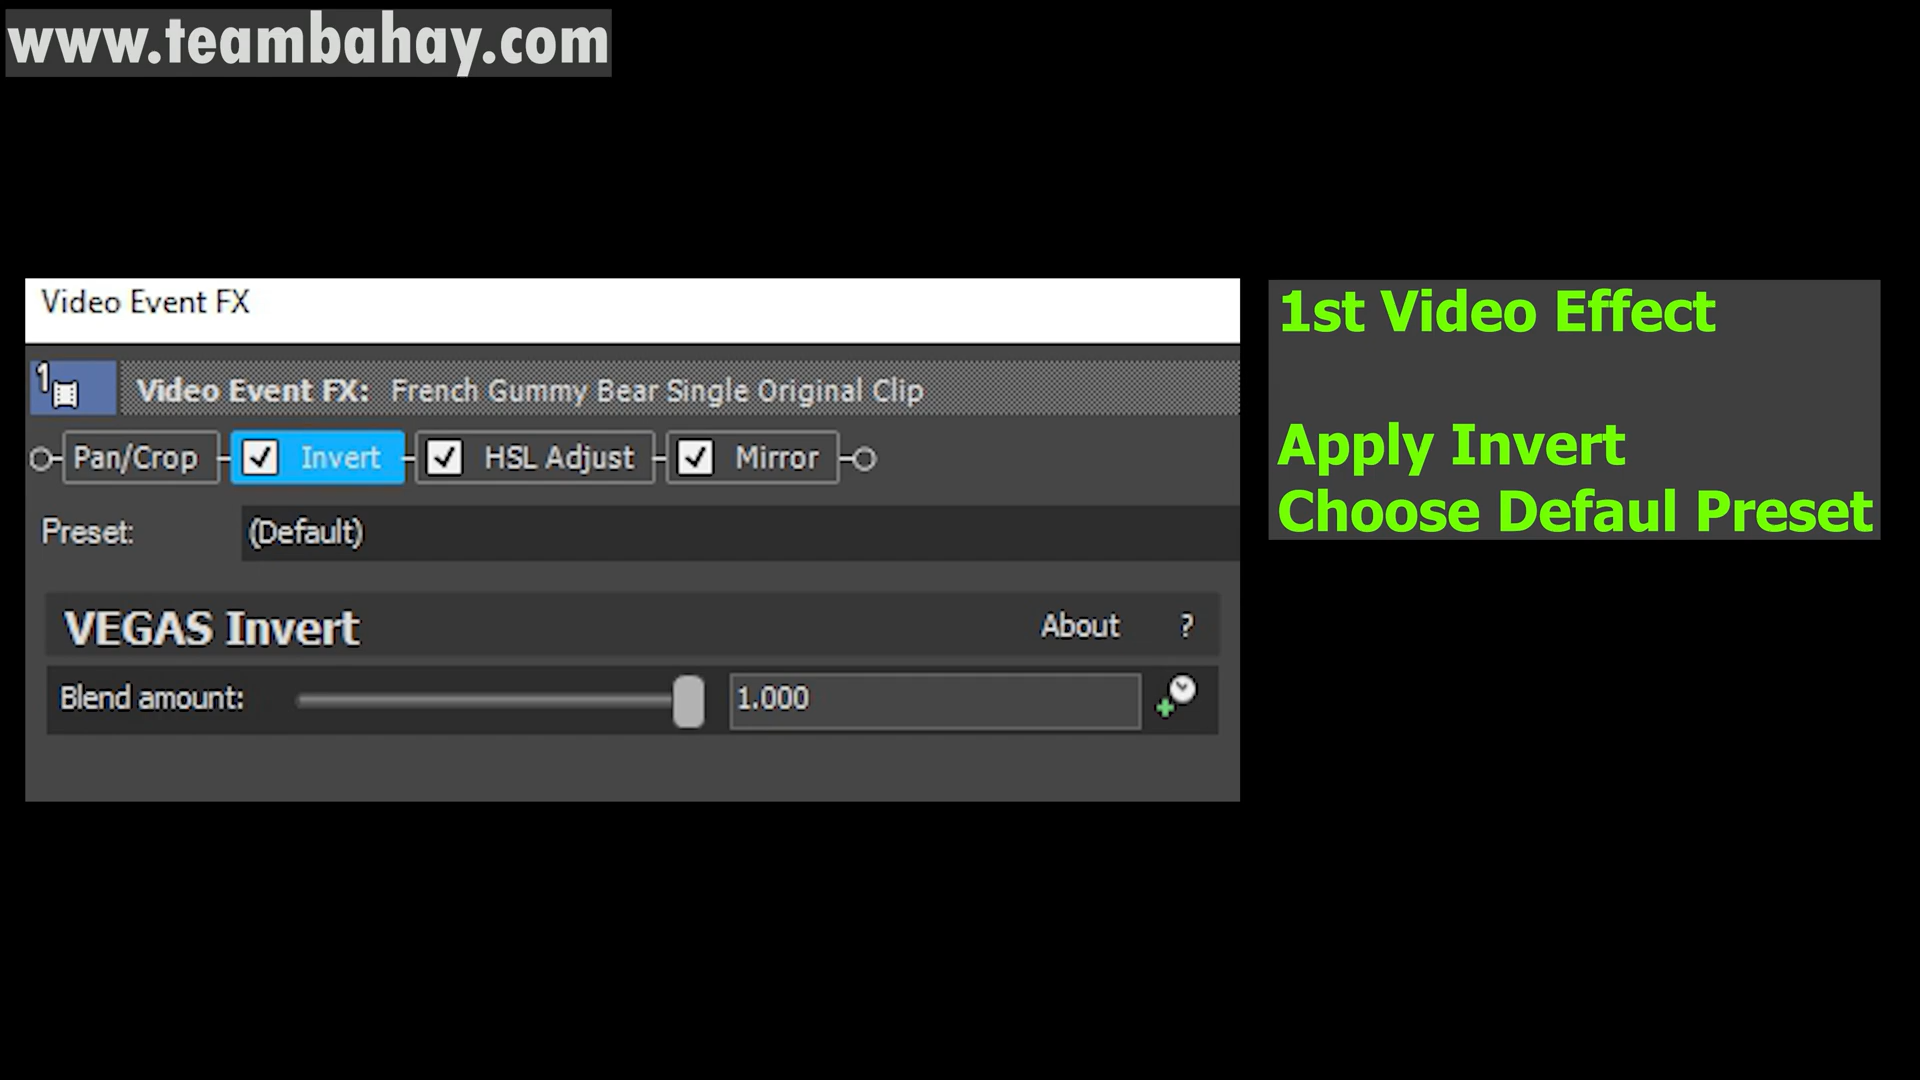 www.teambahay.com
Video Event FX
1
Video Event FX: French Gummy Bear Single Original Clip
Pan/Crop Invert HSL Adjust Mirror
Preset: (Default)
VEGAS Invert About ?
Blend amount: 1.000
1st Video Effect
Apply Invert
Choose Defaul Preset